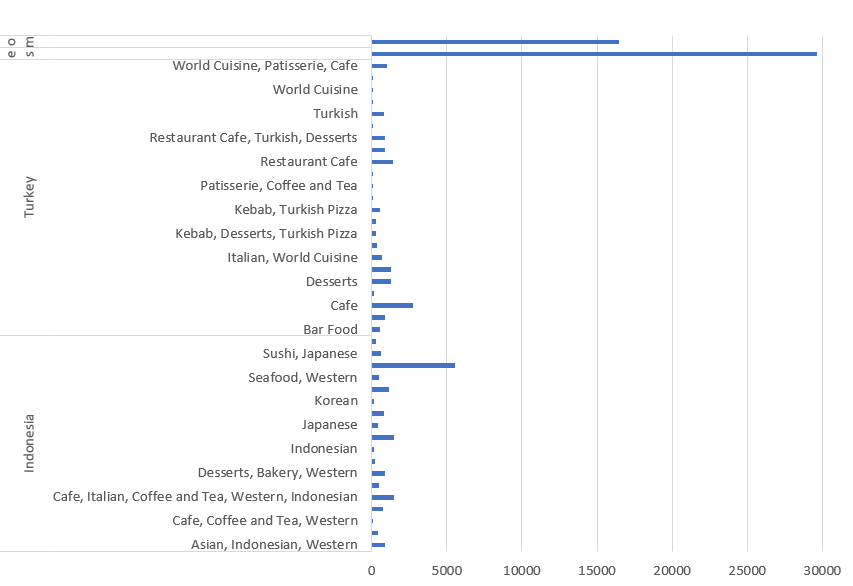 e o
s m
World Cuisine, Patisserie, Cafe
World Cuisine
Turkish
Restaurant Cafe, Turkish, Desserts
Restaurant Cafe
Patisserie, Coffee and Tea
Kebab, Turkish Pizza
Kebab, Desserts, Turkish Pizza
Italian, World Cuisine
Desserts
Cafe
Bar Food
Turkey
Sushi, Japanese
Seafood, Western
Korean
Japanese
Indonesian
Desserts, Bakery, Western
Cafe, Italian, Coffee and Tea, Western, Indonesian
Cafe, Coffee and Tea, Western
Asian, Indonesian, Western
Indonesia
0 5000 10000 15000 20000 25000 30000